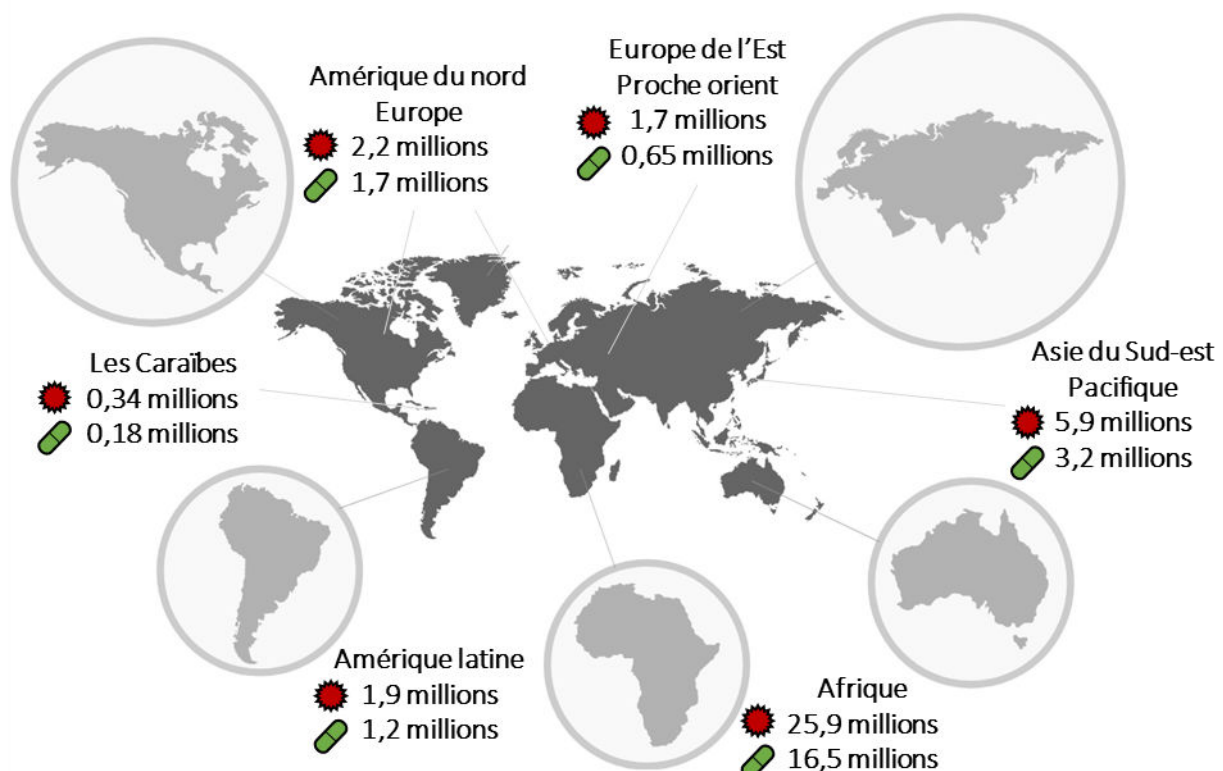 Amérique du nord
Europe
2,2 millions
1,7 millions
Europe de l'Est
Proche orient
1,7 millions
0,65 millions
Les Caraïbes
0,34 millions
0,18 millions
Asie du Sud-est
Pacifique
5,9 millions
3,2 millions
Amérique latine
1,9 millions
1,2 millions
Afrique
25,9 millions
16,5 millions